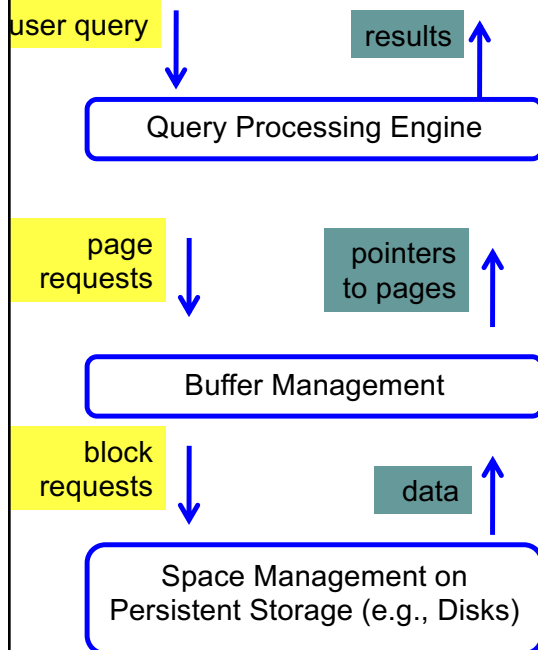 user query
results
Query Processing Engine
page
requests
pointers
to pages
Buffer Management
block
requests
data
Space Management on
Persistent Storage (e.g., Disks)